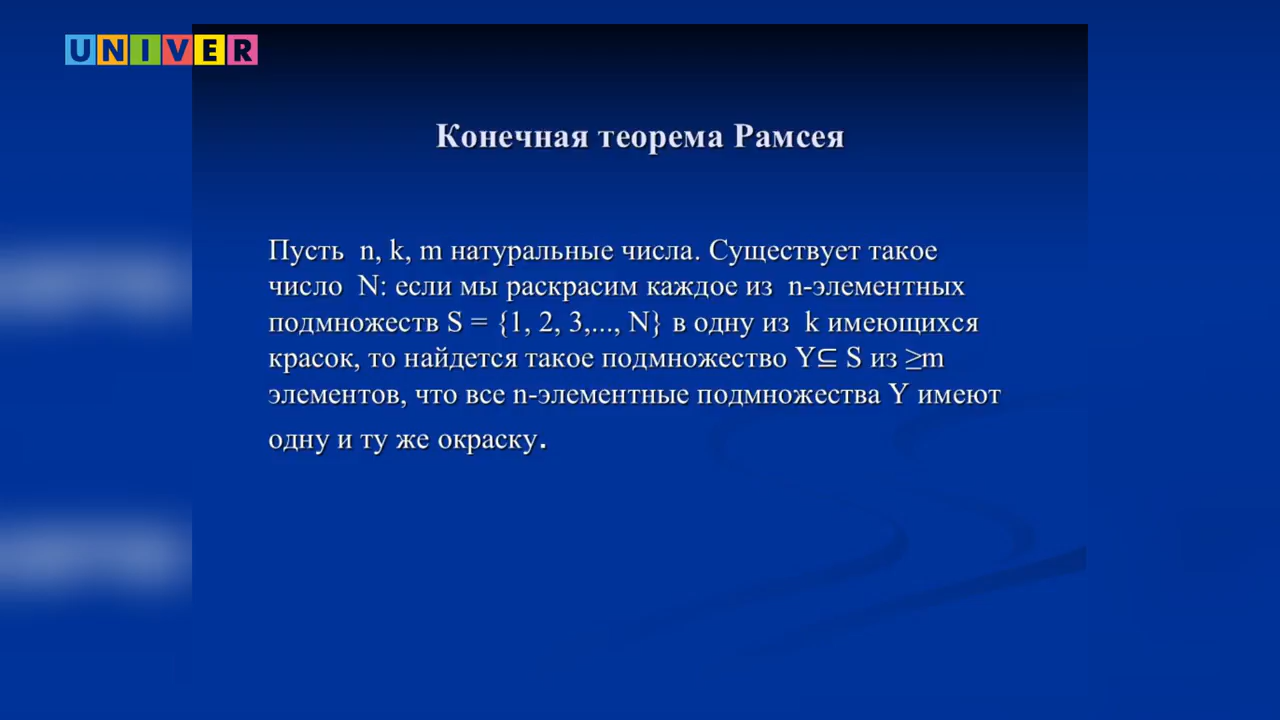 UNIVER
Конечная теорема Рамсея
Пусть n, k, m натуральные числа. Существует такое
число N: если мы раскрасим каждое из n-элементных
подмножеств S = {1, 2, 3,..., N} в одну из k имеющихся
красок, то найдется такое подмножество Y⊆ S из ≥m
элементов, что все n-элементные подмножества Y имеют
одну и ту же окраску.